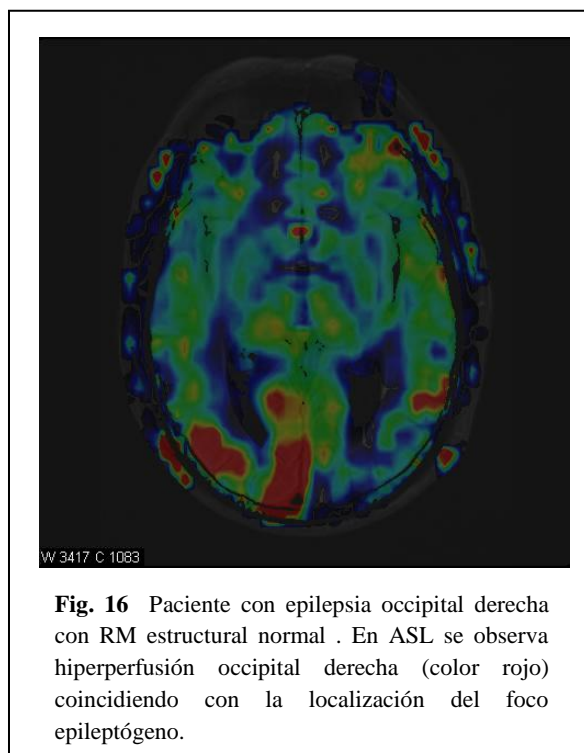 W 3417 C 1083
Fig. 16 Paciente con epilepsia occipital derecha
con RM estructural normal . En ASL se observa
hiperperfusión occipital derecha (color rojo)
coincidiendo con la localización del foco
epileptógeno.